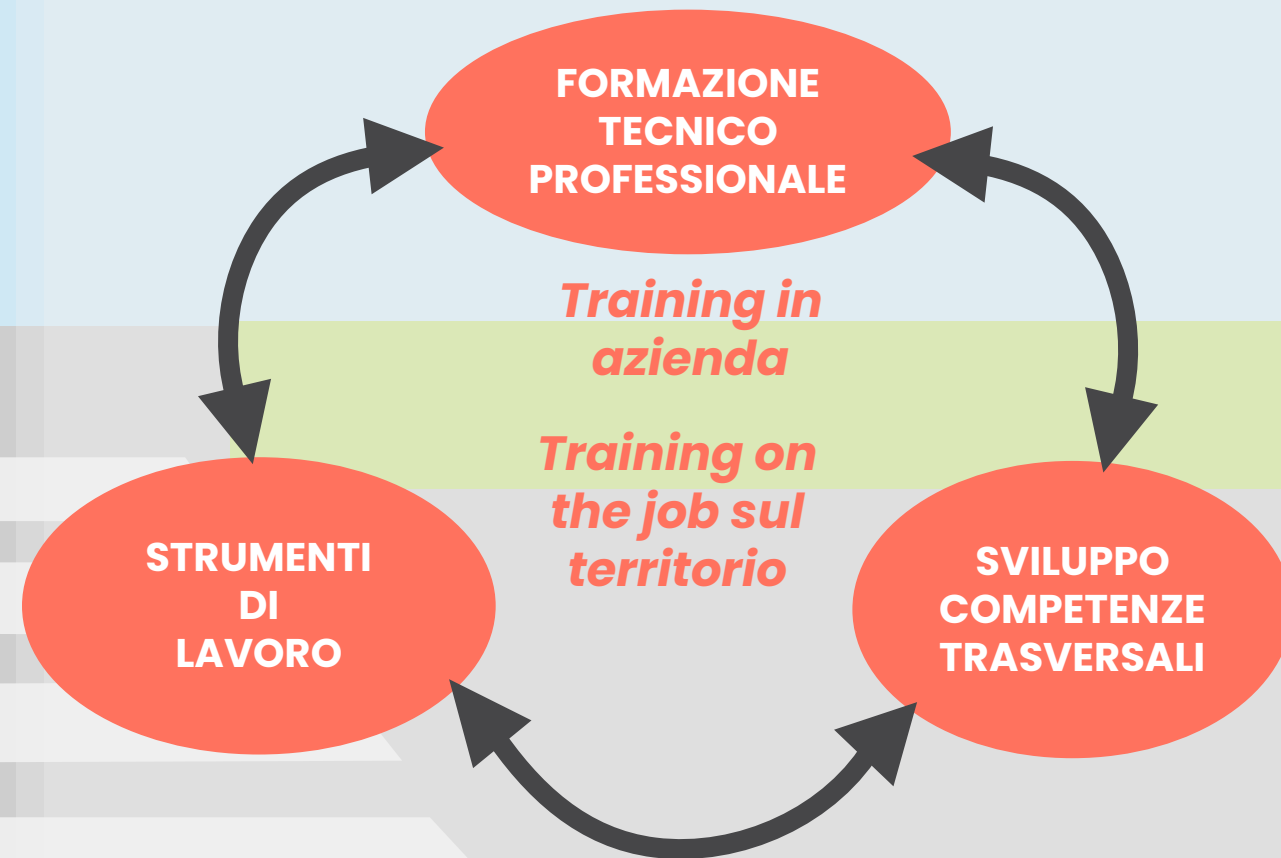 FORMAZIONE
TECNICO
PROFESSIONALE
Training in
azienda
Training on
the job sul
territorio
STRUMENTI
DI
LAVORO
SVILUPPO
COMPETENZE
TRASVERSALI